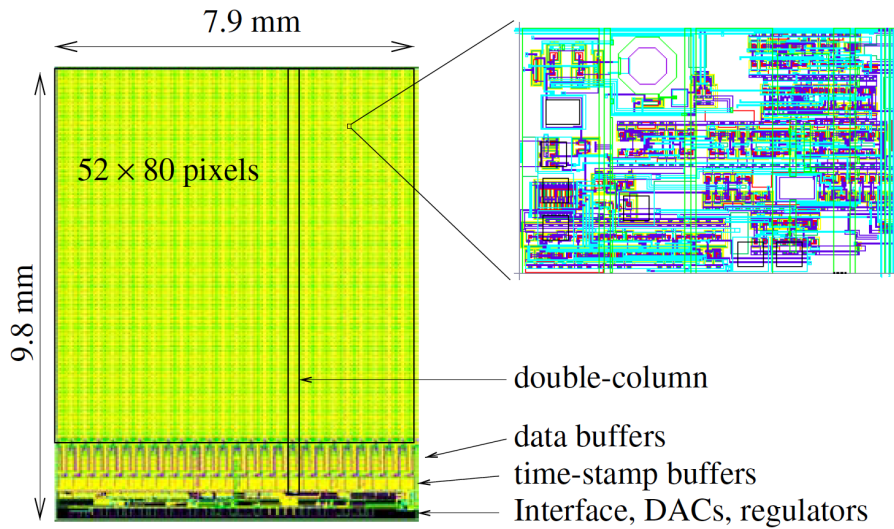 7.9 mm
52 × 80 pixels
9.8 mm
double-column
data buffers
time-stamp buffers
Interface, DACs, regulators